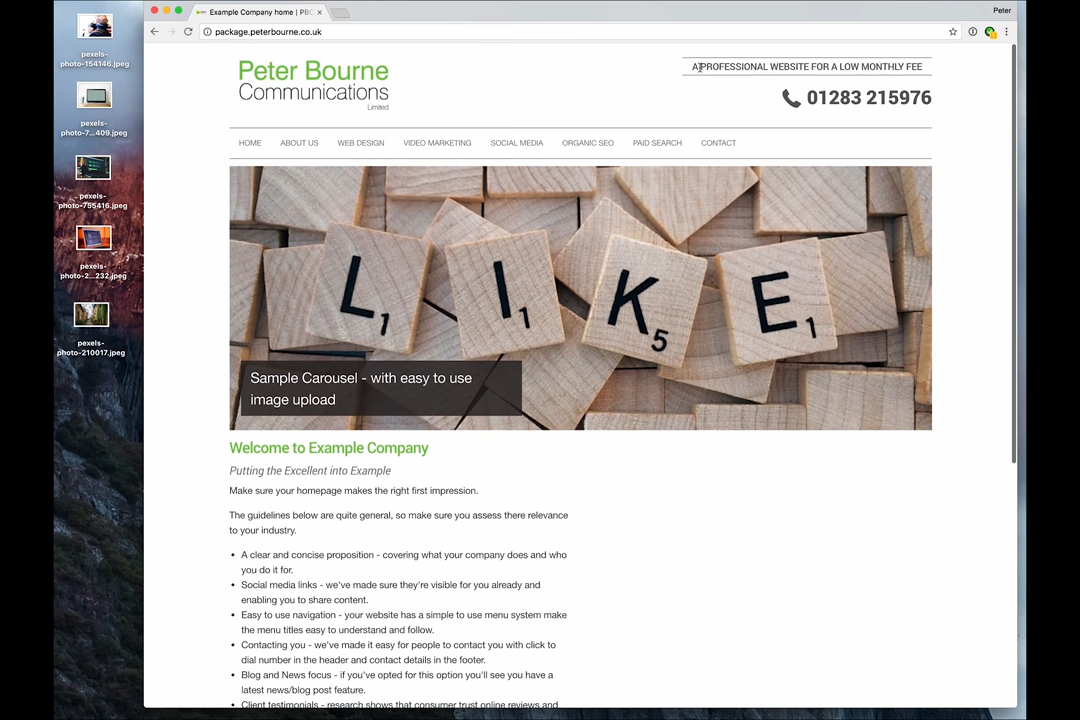 Peter
Example Company home | PBC
package.peterbourne.co.uk
pexels-
photo-154146.jpeg
pexels-
photo-7...409.jpeg
pexels-
photo-755416.jpeg
pexels-
photo-2...232.jpeg
pexels-
photo-210017.jpeg
Peter Bourne
Communications
Limited
A PROFESSIONAL WEBSITE FOR A LOW MONTHLY FEE
01283 215976
HOME ABOUT US WEB DESIGN VIDEO MARKETING SOCIAL MEDIA ORGANIC SEO PAID SEARCH CONTACT
L1 I1 K5 E1
Sample Carousel - with easy to use
image upload
Welcome to Example Company
Putting the Excellent into Example
Make sure your homepage makes the right first impression.
The guidelines below are quite general, so make sure you assess there relevance
to your industry.
• A clear and concise proposition - covering what your company does and who
you do it for.
• Social media links - we've made sure they're visible for you already and
enabling you to share content.
• Easy to use navigation - your website has a simple to use menu system make
the menu titles easy to understand and follow.
• Contacting you - we've made it easy for people to contact you with click to
dial number in the header and contact details in the footer.
• Blog and News focus - if you've opted for this option you'll see you have a
latest news/blog post feature.
• Client testimonials - research shows that consumer trust online reviews and